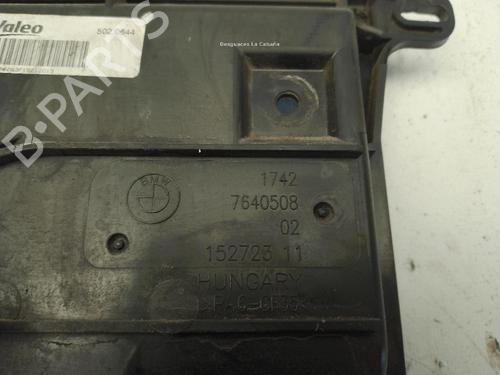 Valeo
502 0644
Desguaces La Cabaña
BMW
1742
7640508
02
152723 11
HUNGARY
B-PARTS